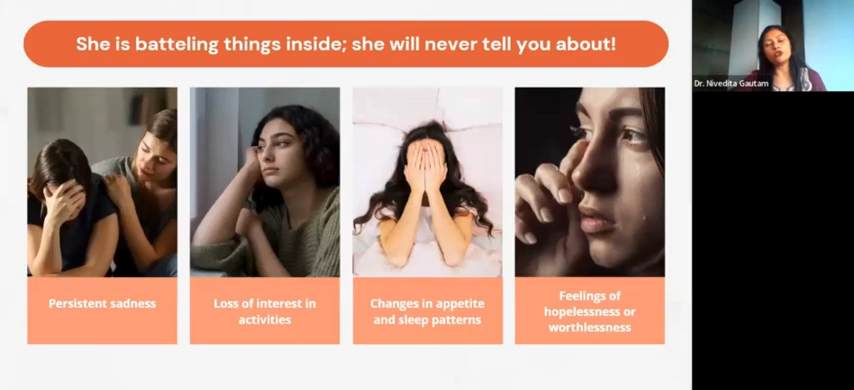 She is batteling things inside; she will never tell you about!
Dr. Nivedita Gautam
Persistent sadness
Loss of interest in
activities
Changes in appetite
and sleep patterns
Feelings of
hopelessness or
worthlessness